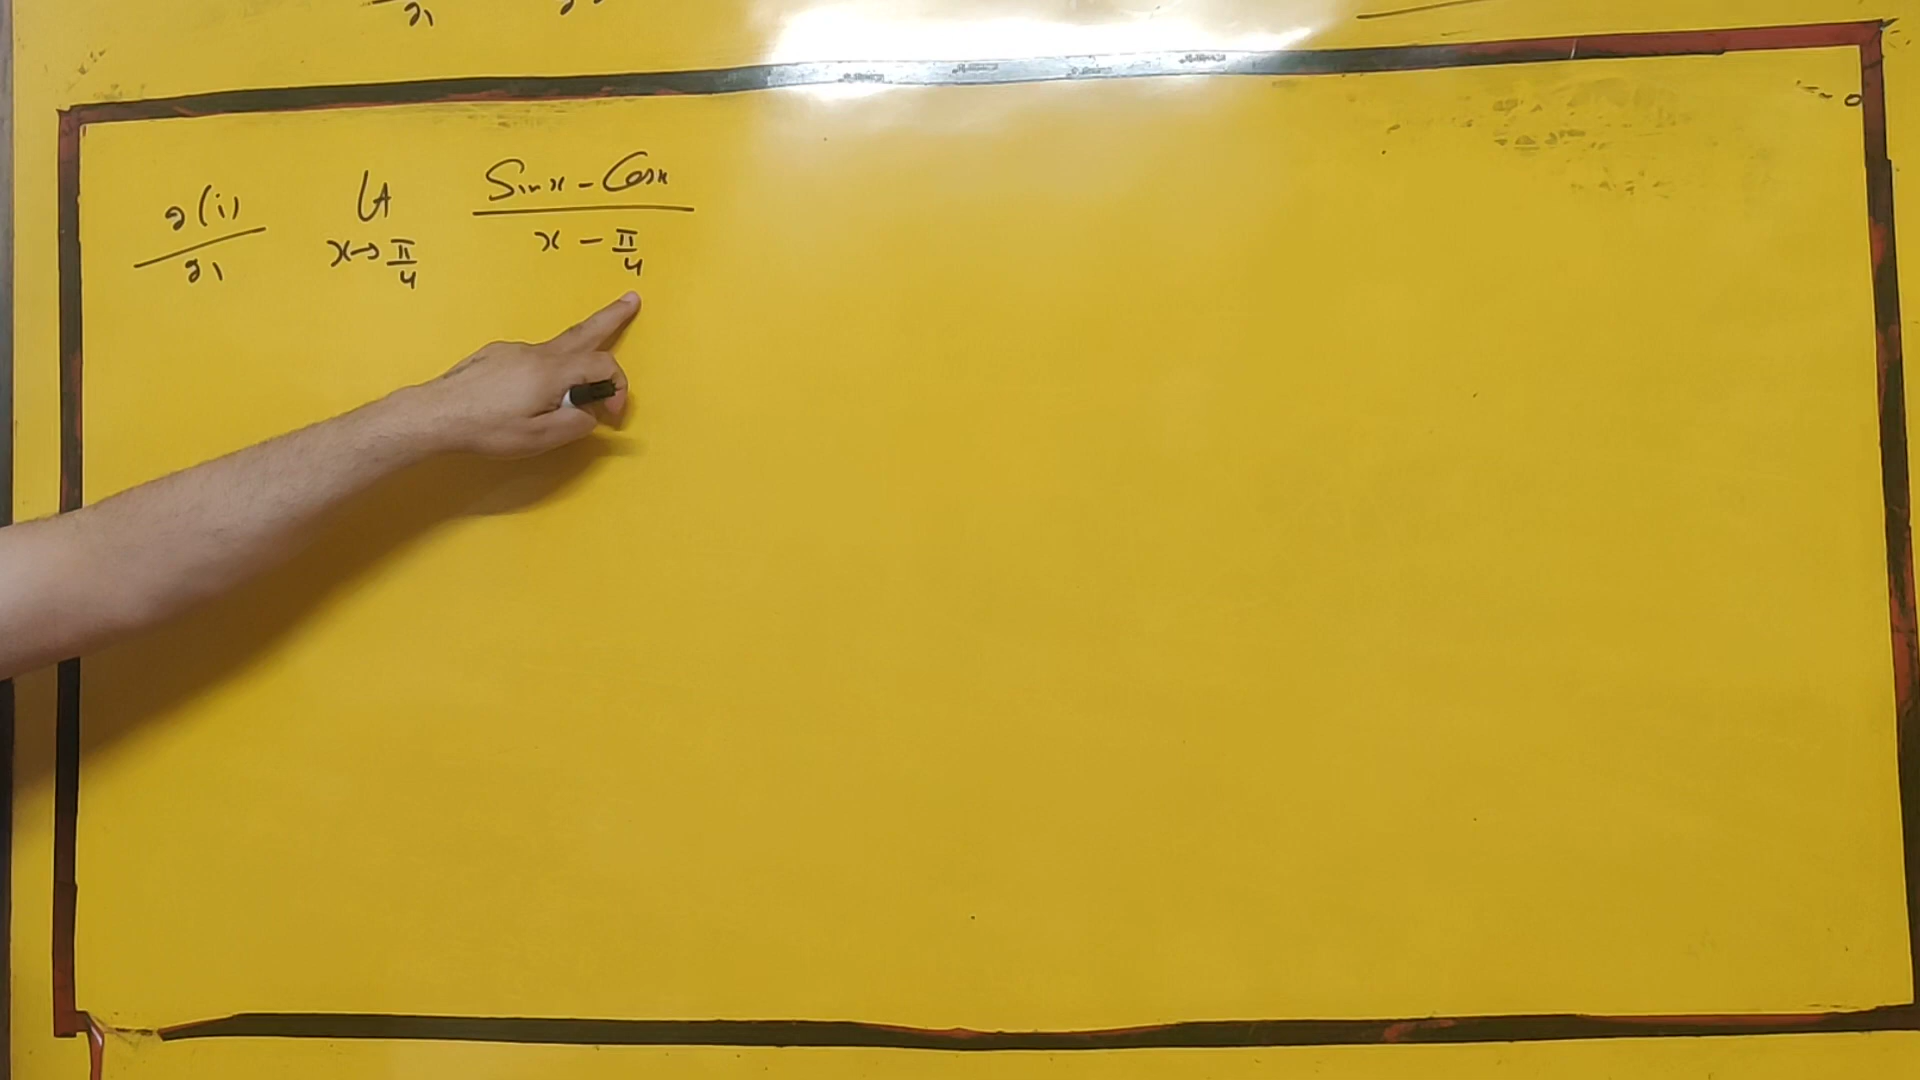 2(i) Lt Sinx - Cosx
21 x→π/4 x - π/4